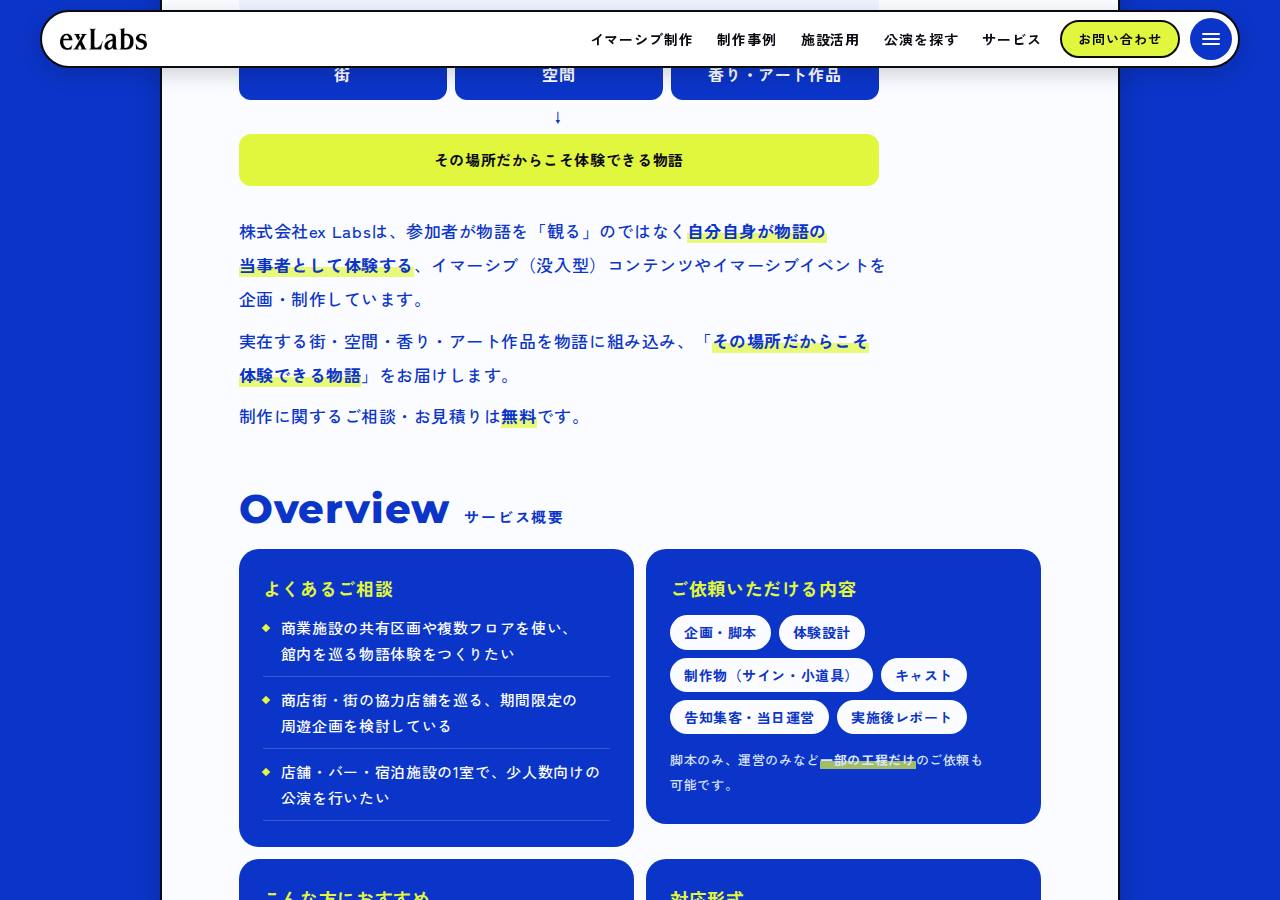 exLabs
イマーシブ制作
制作事例
施設活用
公演を探す
サービス
お問い合わせ
街
空間
香り・アート作品
↓
その場所だからこそ体験できる物語
株式会社ex Labsは、参加者が物語を「観る」のではなく自分自身が物語の
当事者として体験する、イマーシブ（没入型）コンテンツやイマーシブイベントを
企画・制作しています。
実在する街・空間・香り・アート作品を物語に組み込み、「その場所だからこそ
体験できる物語」をお届けします。
制作に関するご相談・お見積りは無料です。
Overview サービス概要
よくあるご相談
商業施設の共有区画や複数フロアを使い、
館内を巡る物語体験をつくりたい
商店街・街の協力店舗を巡る、期間限定の
周遊企画を検討している
店舗・バー・宿泊施設の1室で、少人数向けの
公演を行いたい
ご依頼いただける内容
企画・脚本
体験設計
制作物（サイン・小道具）
キャスト
告知集客・当日運営
実施後レポート
脚本のみ、運営のみなど一部の工程だけのご依頼も
可能です。
こんな方におすすめ
対応形式